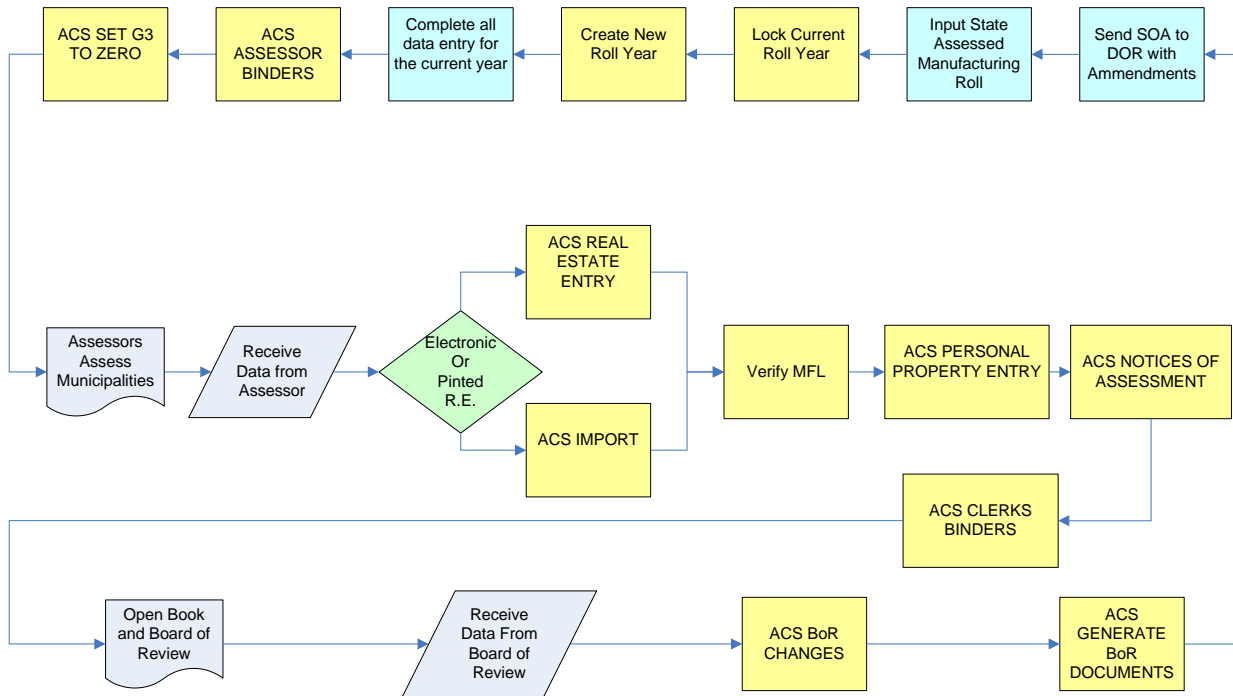 ACS SET G3
TO ZERO
ACS
ASSESSOR
BINDERS
Complete all
data entry for
the current year
Create New
Roll Year
Lock Current
Roll Year
Input State
Assessed
Manufacturing
Roll
Send SOA to
DOR with
Ammendments
ACS REAL
ESTATE
ENTRY
Assessors
Assess
Municipalities
Receive
Data from
Assessor
Electronic
Or
Pinted
R.E.
ACS IMPORT
Verify MFL
ACS PERSONAL
PROPERTY ENTRY
ACS NOTICES OF
ASSESSMENT
ACS CLERKS
BINDERS
Open Book
and Board of
Review
Receive
Data From
Board of
Review
ACS BoR
CHANGES
ACS
GENERATE
BoR
DOCUMENTS